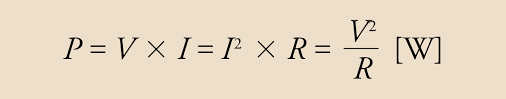 P = V × I = I² × R = V²/R [W]